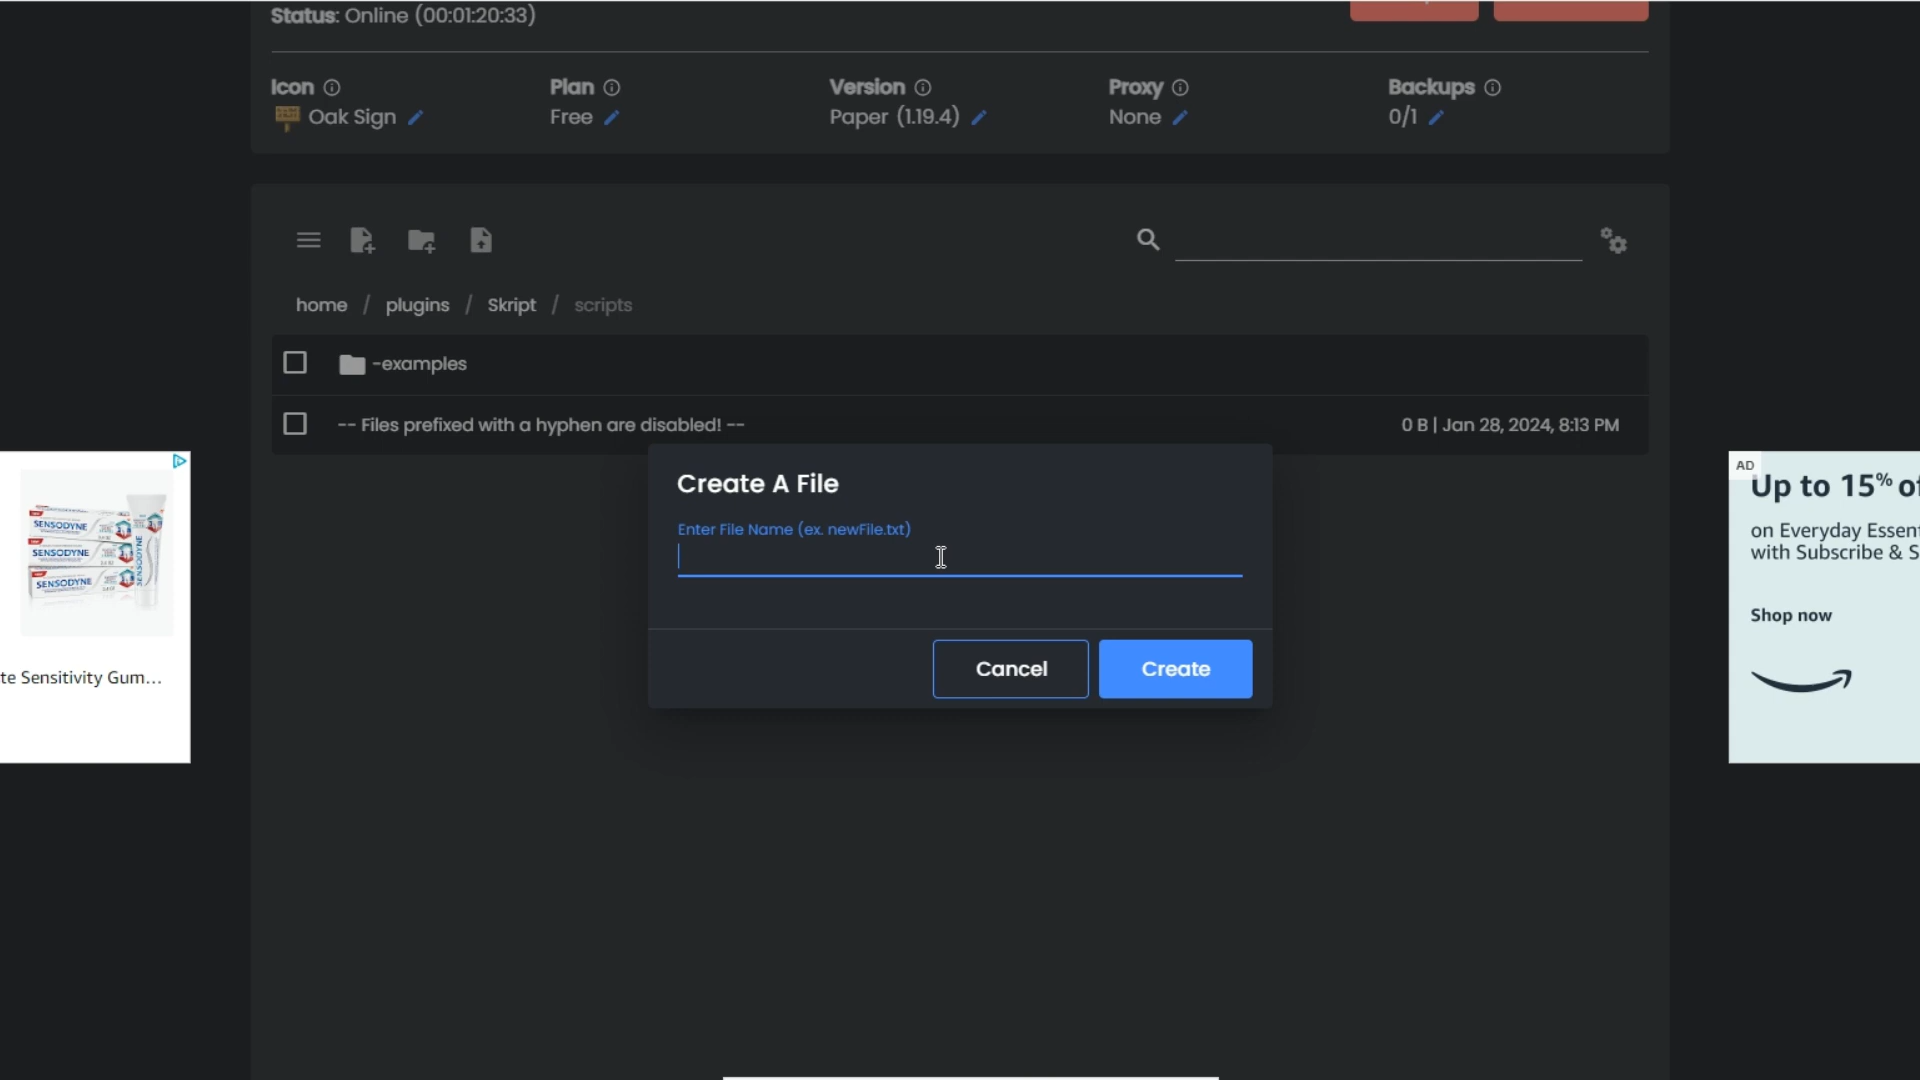 Status: Online (00:01:20:33)
Icon Plan Version Proxy Backups
Oak Sign Free Paper (1.19.4) None 0/1
home / plugins / Skript / scripts
-examples
-- Files prefixed with a hyphen are disabled! -- 0 B | Jan 28, 2024, 8:13 PM
Create A File
Enter File Name (ex. newFile.txt)
Cancel Create
SENSODYNE
SENSODYNE
SENSODYNE
SENSODYNE
te Sensitivity Gum...
AD
Up to 15% of
on Everyday Essen
with Subscribe & S
Shop now